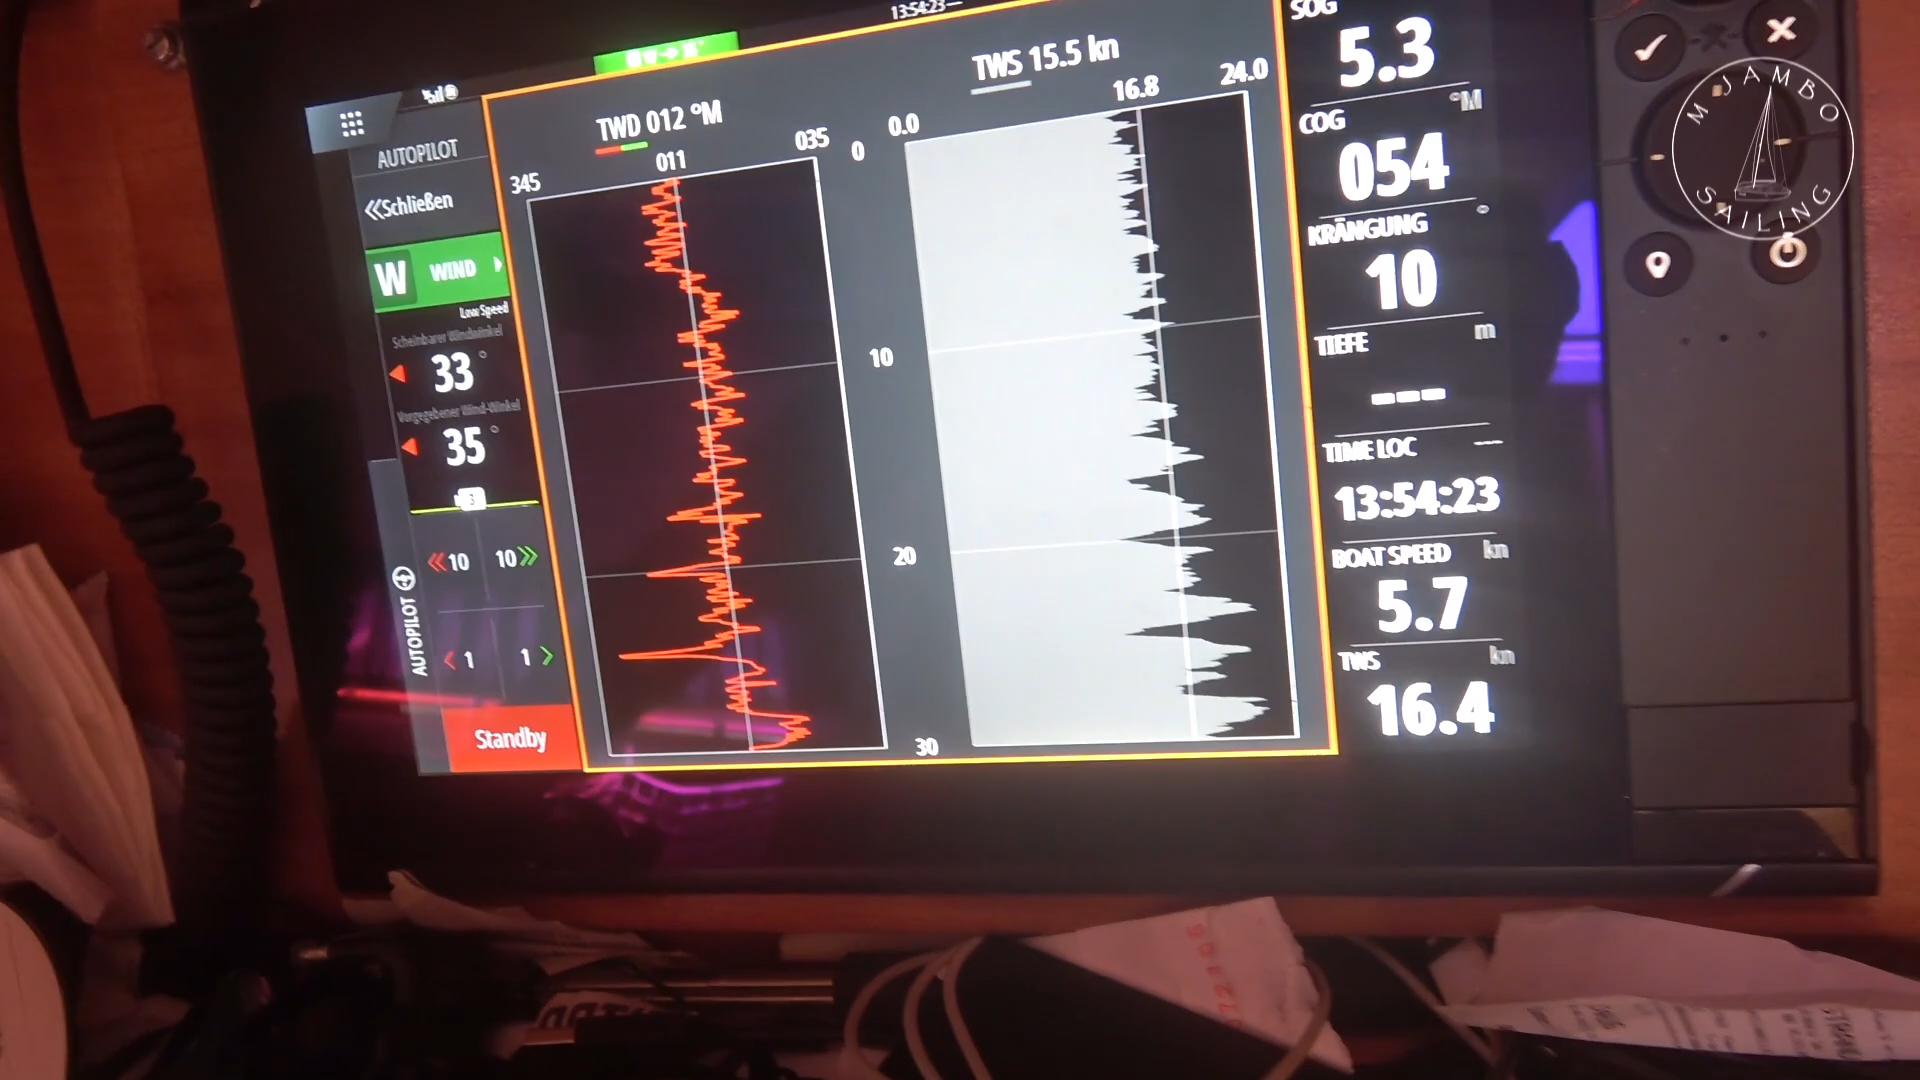 13:54:23
AUTOPILOT
Schließen
W WIND
Low Speed
Scheinbarer Windwinkel
33 °
Vorgegebener Wind-Winkel
35 °
3
10 10
1 1
AUTOPILOT
Standby
TWD 012 °M
345 011 035
TWS 15.5 kn
0.0 16.8 24.0
0
10
20
30
SOG
5.3
COG °M
054
KRÄNGUNG °
10
TIEFE m
---
TIME LOC ---
13:54:23
BOAT SPEED kn
5.7
TWS kn
16.4
M JAMBO
SAILING